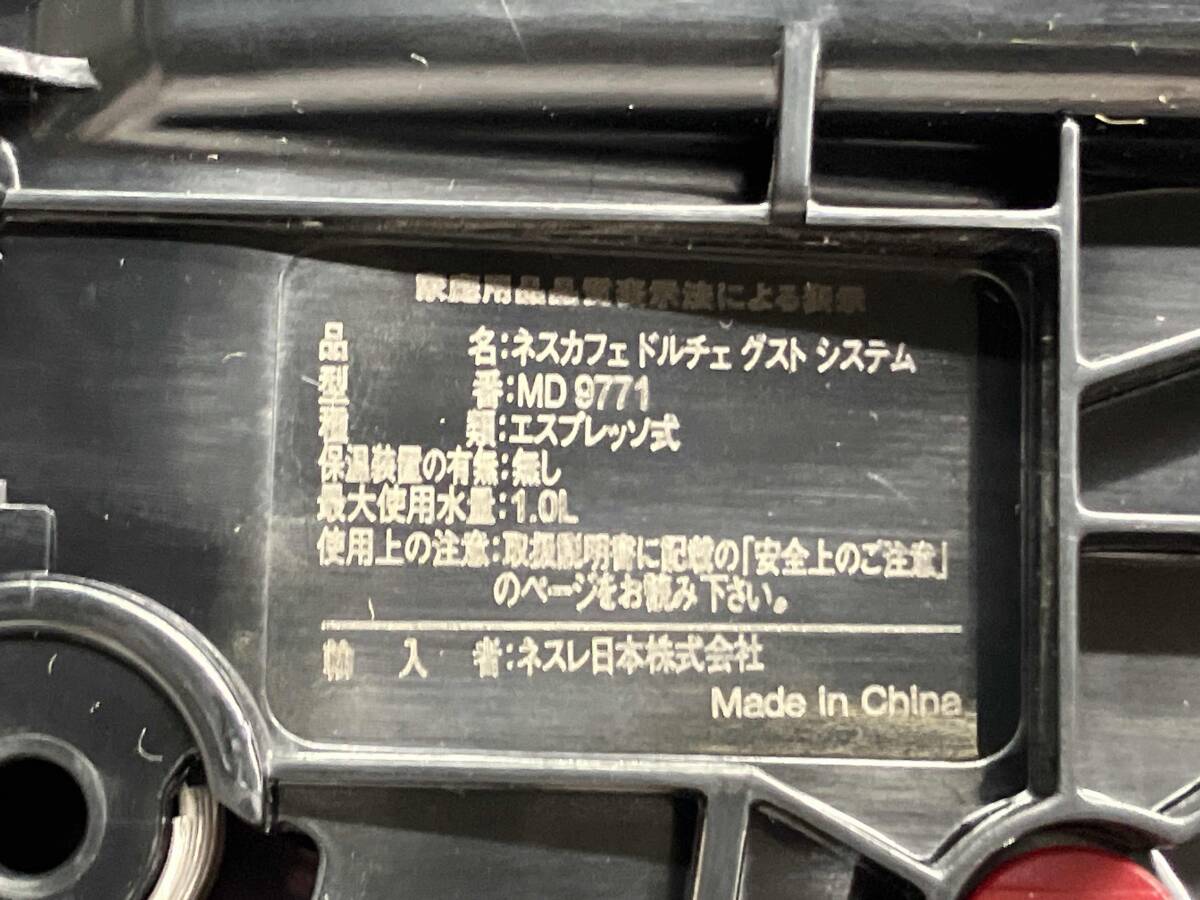 家庭用品品質表示法による表示
品名:ネスカフェ ドルチェ グスト システム
型番:MD 9771
種類:エスプレッソ式
保温装置の有無:無し
最大使用水量:1.0L
使用上の注意:取扱説明書に記載の「安全上のご注意」
のページをお読み下さい。
輸入者:ネスレ日本株式会社
Made in China